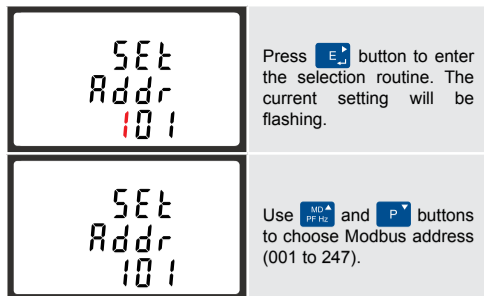 SEt
Addr
101
Press E button to enter
the selection routine. The
current setting will be
flashing.
SEt
Addr
101
Use MD PF Hz and P buttons
to choose Modbus address
(001 to 247).